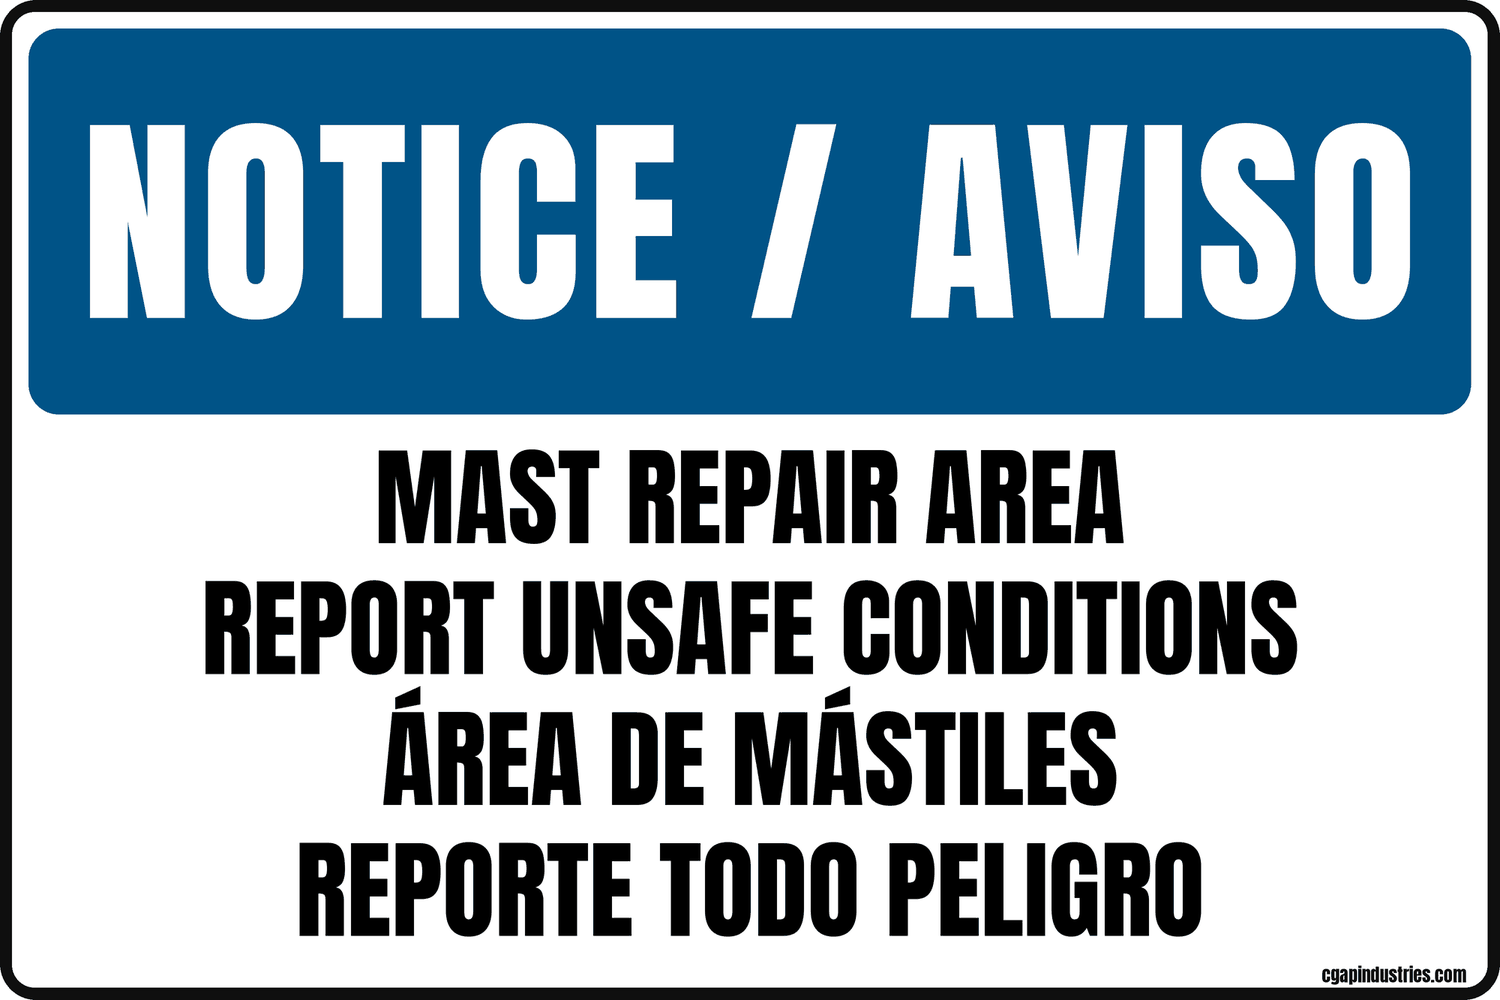 NOTICE / AVISO
MAST REPAIR AREA
REPORT UNSAFE CONDITIONS
ÁREA DE MÁSTILES
REPORTE TODO PELIGRO
cgapindustries.com